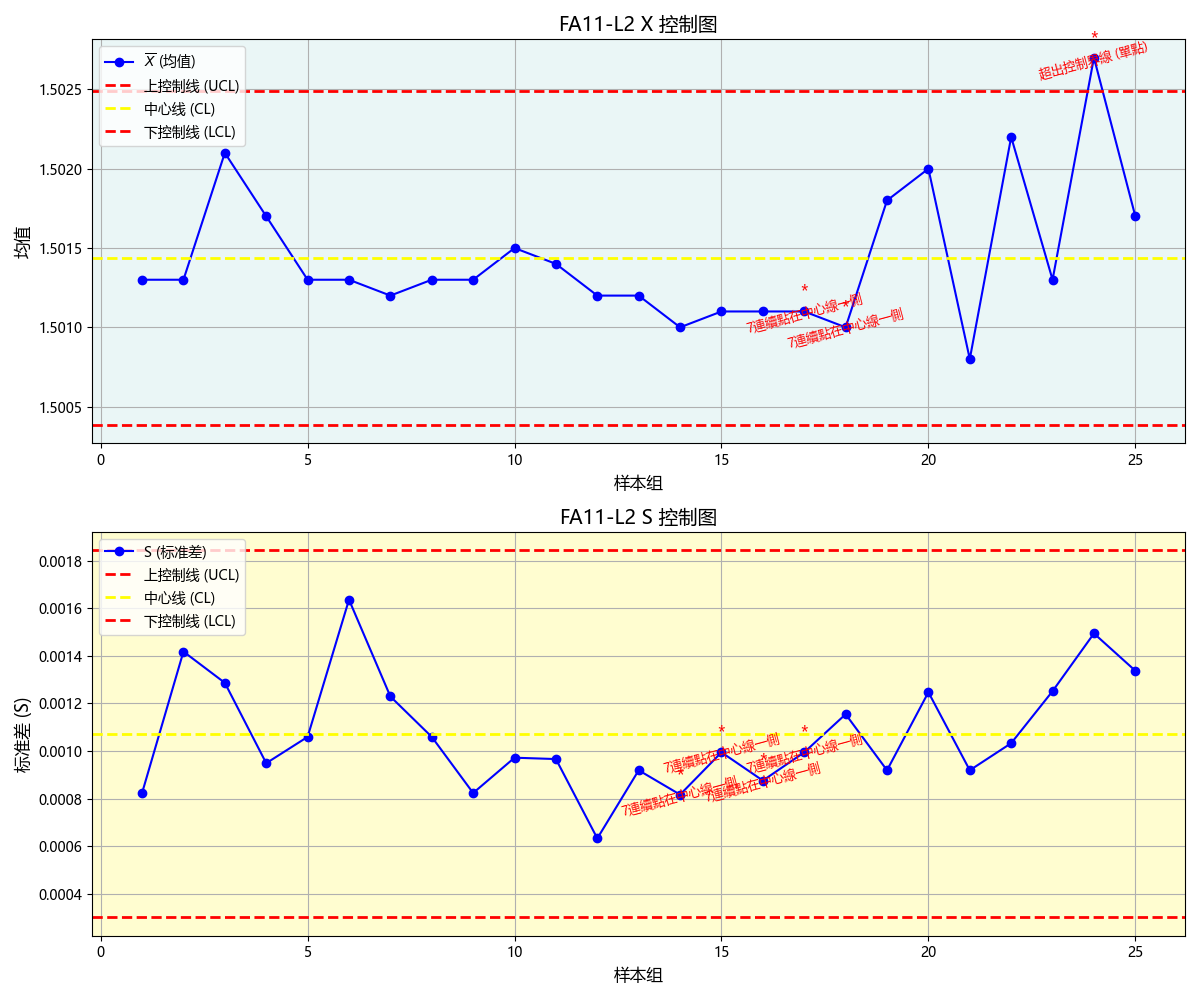 FA11-L2 X 控制图
X (均值)
上控制线 (UCL)
中心线 (CL)
下控制线 (LCL)
*
超出控制界線 (單點)
*
7連續點在中心線一側
*
7連續點在中心線一側
均值
1.5025
1.5020
1.5015
1.5010
1.5005
0 5 10 15 20 25
样本组
FA11-L2 S 控制图
S (标准差)
上控制线 (UCL)
中心线 (CL)
下控制线 (LCL)
*
7連續點在中心線一側
*
7連續點在中心線一側
*
7連續點在中心線一側
*
7連續點在中心線一側
标准差 (S)
0.0018
0.0016
0.0014
0.0012
0.0010
0.0008
0.0006
0.0004
0 5 10 15 20 25
样本组